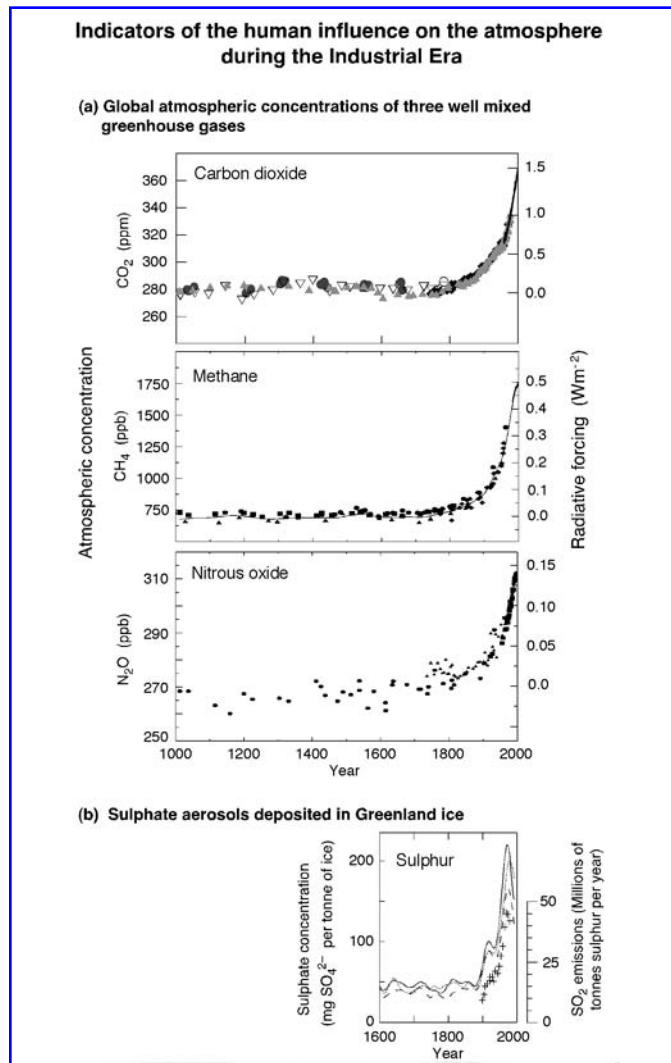 Indicators of the human influence on the atmosphere
during the Industrial Era
(a) Global atmospheric concentrations of three well mixed
greenhouse gases
Carbon dioxide
CO2 (ppm)
360
340
320
300
280
260
1.5
1.0
0.5
0.0
Atmospheric concentration
Radiative forcing (Wm-2)
Methane
CH4 (ppb)
1750
1500
1250
1000
750
0.5
0.4
0.3
0.2
0.1
0.0
Nitrous oxide
N2O (ppb)
310
290
270
250
0.15
0.10
0.05
0.0
1000 1200 1400 1600 1800 2000
Year
(b) Sulphate aerosols deposited in Greenland ice
Sulphur
Sulphate concentration
(mg SO4 2– per tonne of ice)
200
100
0
50
25
0
SO2 emissions (Millions of
tonnes sulphur per year)
1600 1800 2000
Year